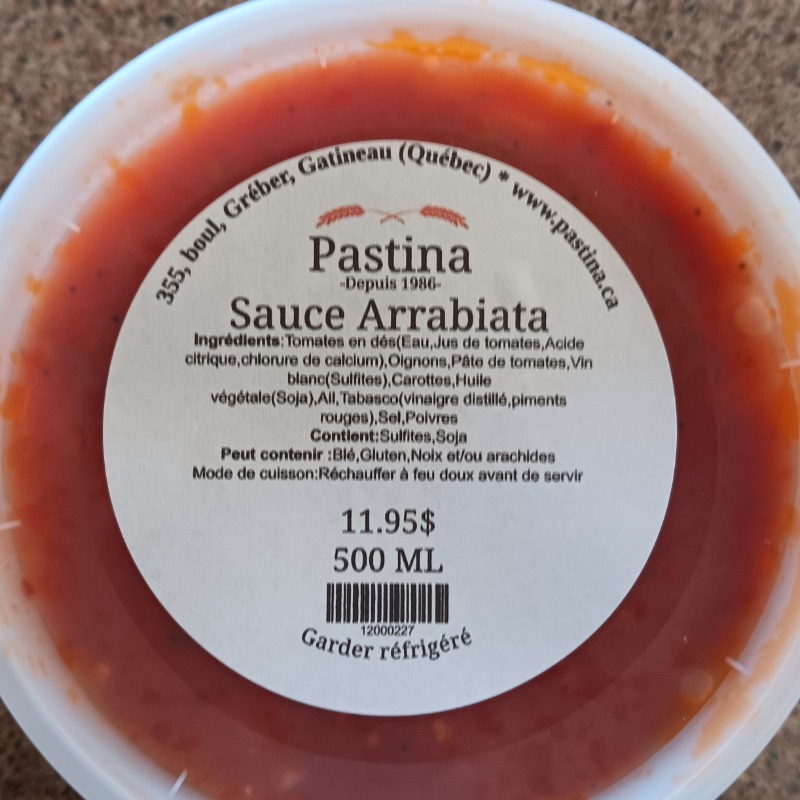 355, boul, Gréber, Gatineau (Québec) * www.pastina.ca
Pastina
-Depuis 1986-
Sauce Arrabiata
Ingrédients:Tomates en dés(Eau,Jus de tomates,Acide
citrique,chlorure de calcium),Oignons,Pâte de tomates,Vin
blanc(Sulfites),Carottes,Huile
végétale(Soja),Ail,Tabasco(vinaigre distillé,piments
rouges),Sel,Poivres
Contient:Sulfites,Soja
Peut contenir :Blé,Gluten,Noix et/ou arachides
Mode de cuisson:Réchauffer à feu doux avant de servir
11.95$
500 ML
12000227
Garder réfrigéré